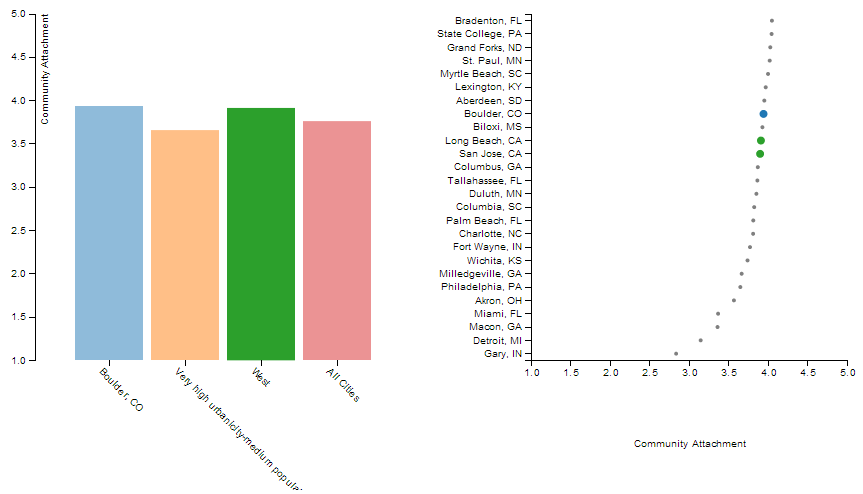 5.0
4.5
4.0
3.5
3.0
2.5
2.0
1.5
1.0
Community Attachment
Boulder, CO
Very high urbanicity-medium popula
West
All Cities
Bradenton, FL
State College, PA
Grand Forks, ND
St. Paul, MN
Myrtle Beach, SC
Lexington, KY
Aberdeen, SD
Boulder, CO
Biloxi, MS
Long Beach, CA
San Jose, CA
Columbus, GA
Tallahassee, FL
Duluth, MN
Columbia, SC
Palm Beach, FL
Charlotte, NC
Fort Wayne, IN
Wichita, KS
Milledgeville, GA
Philadelphia, PA
Akron, OH
Miami, FL
Macon, GA
Detroit, MI
Gary, IN
1.0 1.5 2.0 2.5 3.0 3.5 4.0 4.5 5.0
Community Attachment